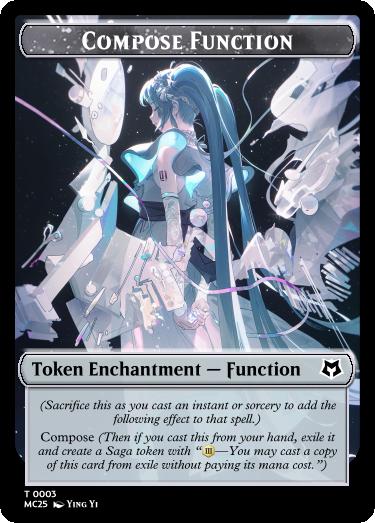 COMPOSE FUNCTION
01
Token Enchantment — Function
(Sacrifice this as you cast an instant or sorcery to add the
following effect to that spell.)
Compose (Then if you cast this from your hand, exile it
and create a Saga token with “III—You may cast a
copy of this card from exile without paying its mana cost.”)
T 0003
MC25 YING YI